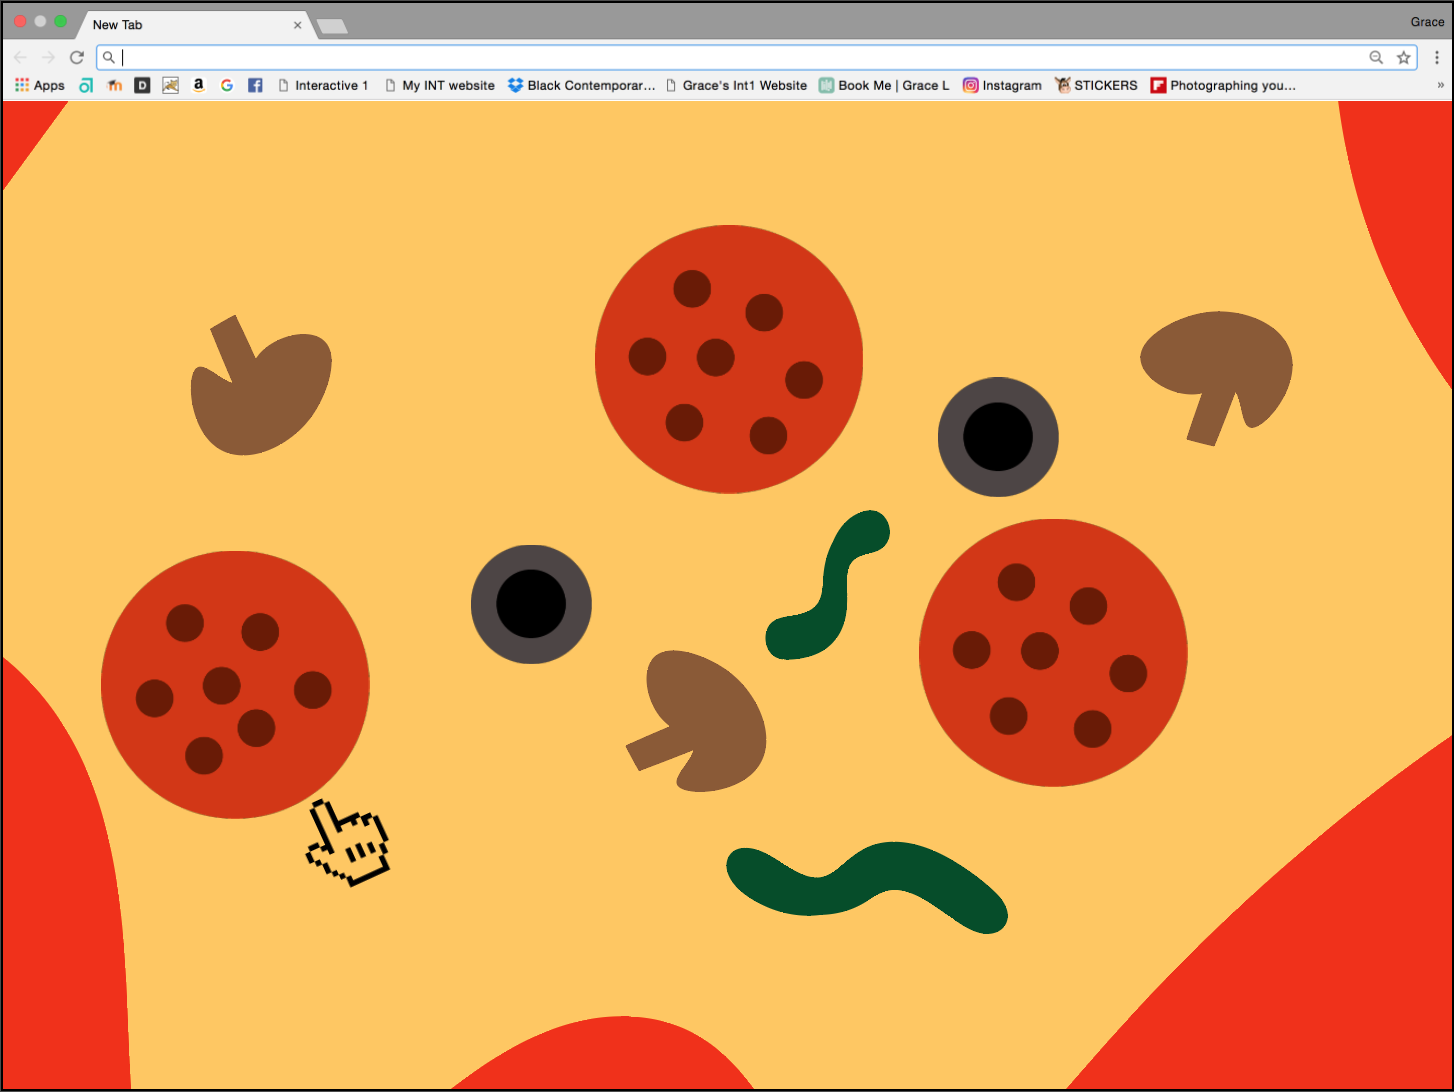 New Tab
Grace
Apps D a G f Interactive 1 My INT website Black Contemporar... Grace's Int1 Website Book Me | Grace L Instagram STICKERS Photographing you... »